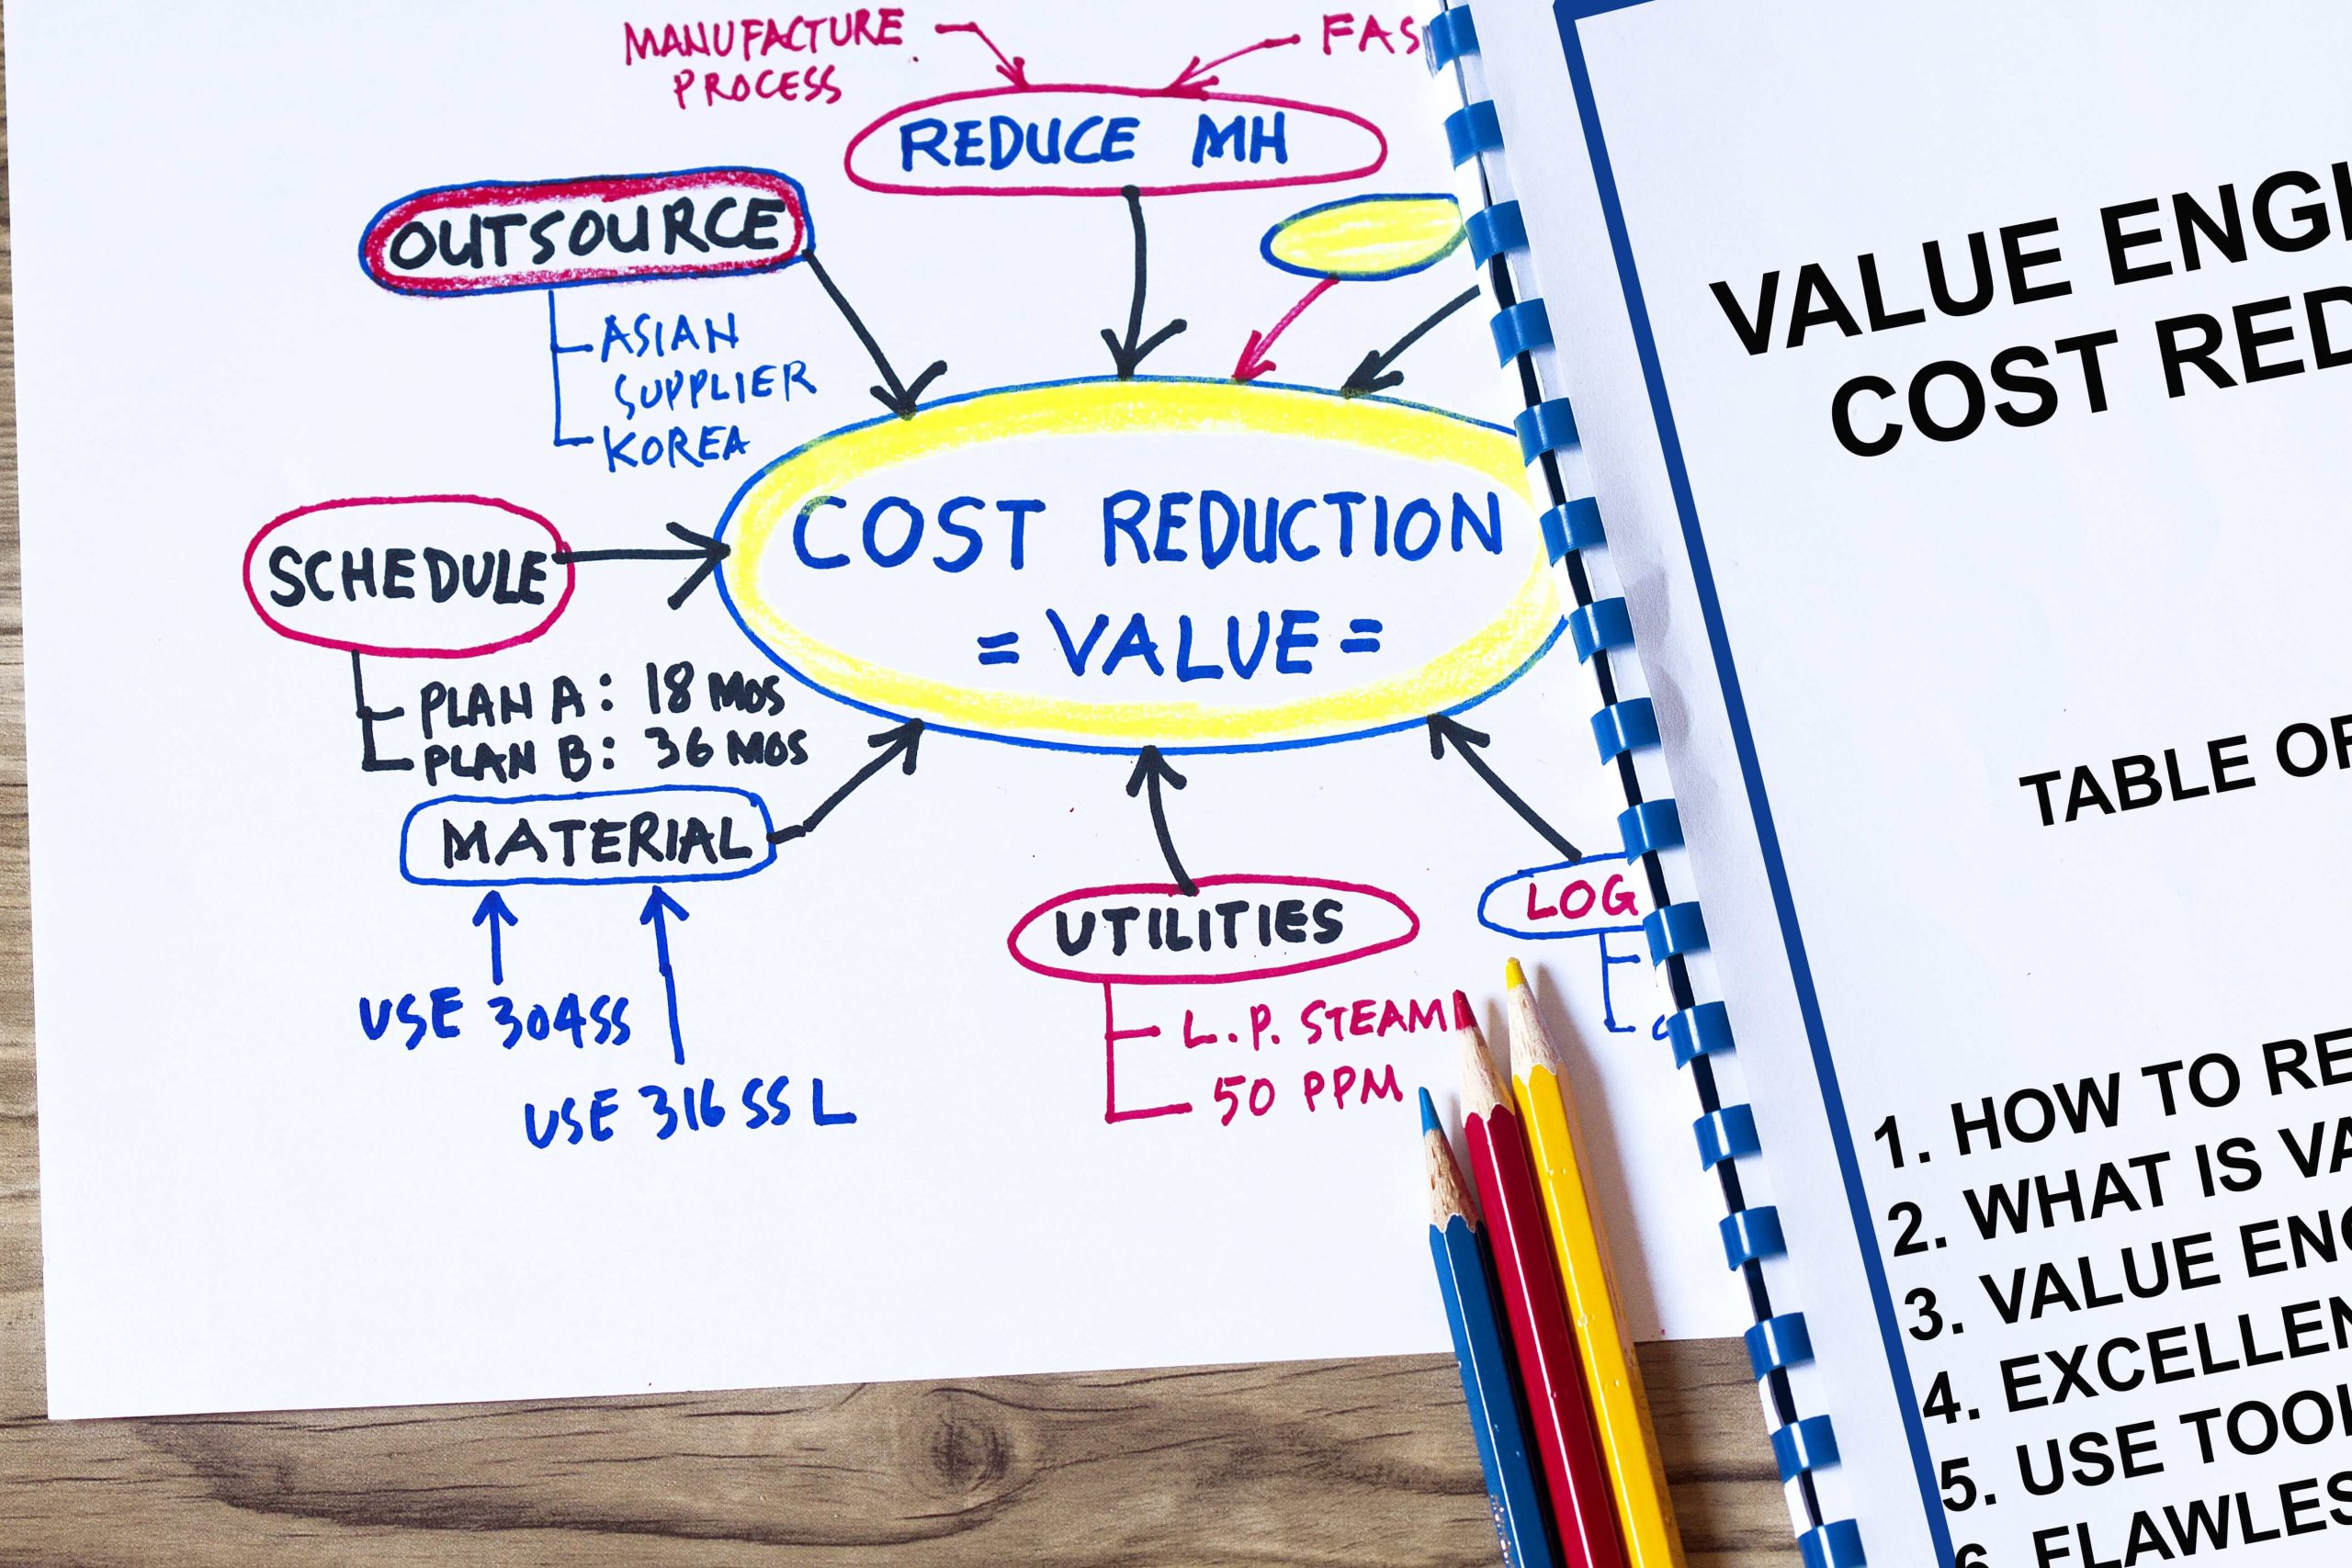 MANUFACTURE
PROCESS
FAS
REDUCE MH
OUTSOURCE
ASIAN
SUPPLIER
KOREA
COST REDUCTION
= VALUE =
SCHEDULE
PLAN A: 18 MOS
PLAN B: 36 MOS
MATERIAL
USE 304SS
USE 316 SS L
UTILITIES
L.P. STEAM
50 PPM
LOG
VALUE ENGI
COST RED
TABLE OF
1. HOW TO RE
2. WHAT IS VA
3. VALUE ENG
4. EXCELLEN
5. USE TOOL
6. FLAWLES